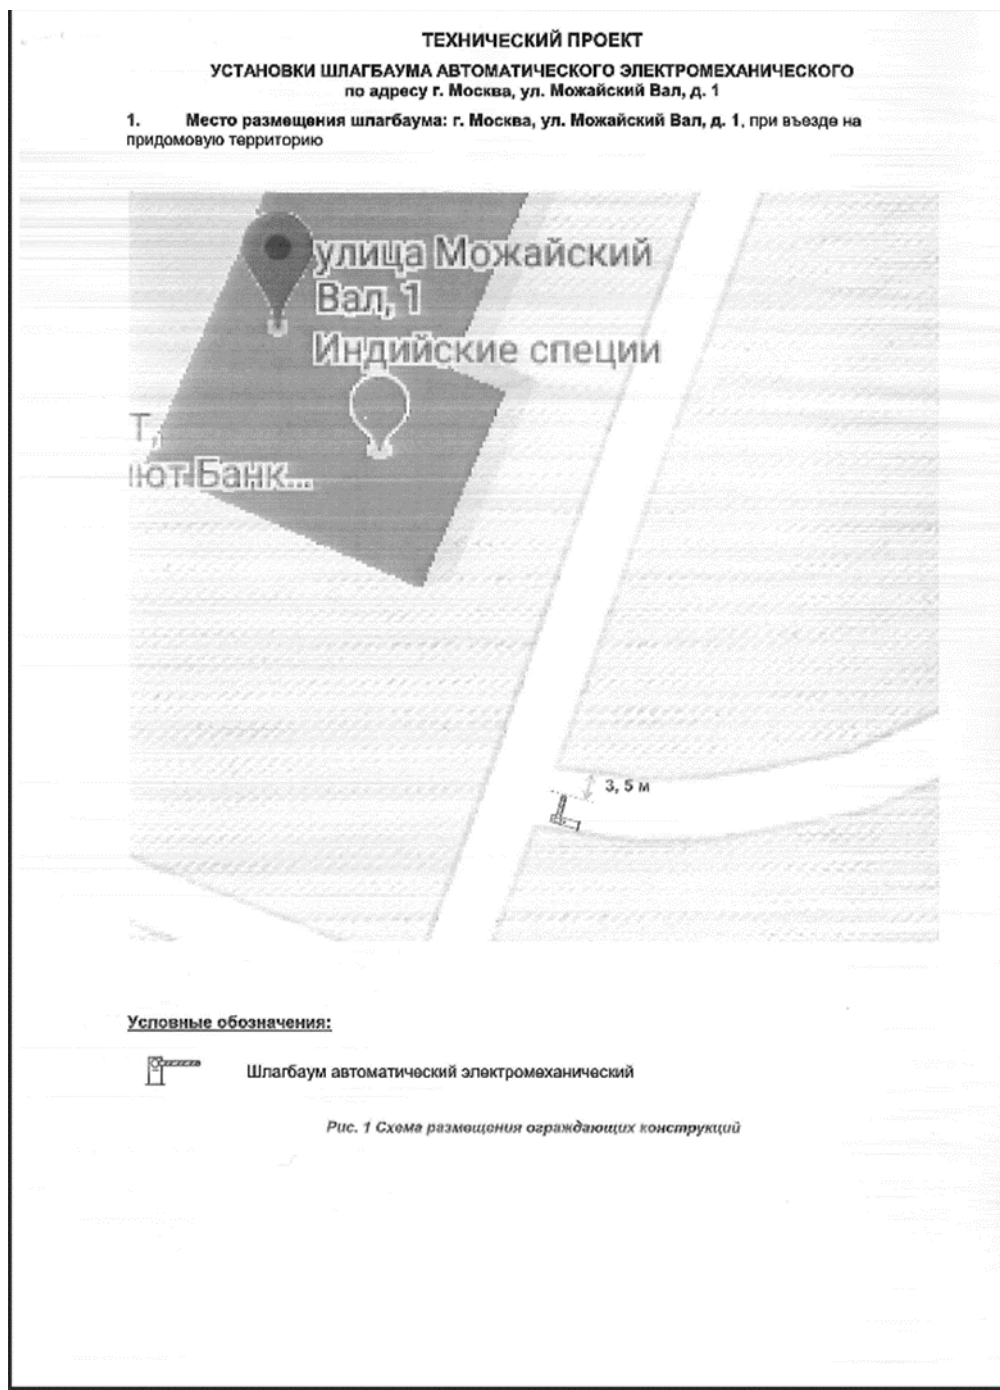 ТЕХНИЧЕСКИЙ ПРОЕКТ
УСТАНОВКИ ШЛАГБАУМА АВТОМАТИЧЕСКОГО ЭЛЕКТРОМЕХАНИЧЕСКОГО
по адресу г. Москва, ул. Можайский Вал, д. 1
1. Место размещения шлагбаума: г. Москва, ул. Можайский Вал, д. 1, при въезде на
придомовую территорию
улица Можайский
Вал, 1
Индийские специи
т,
ют Банк...
3, 5 м
Условные обозначения:
Шлагбаум автоматический электромеханический
Рис. 1 Схема размещения ограждающих конструкций